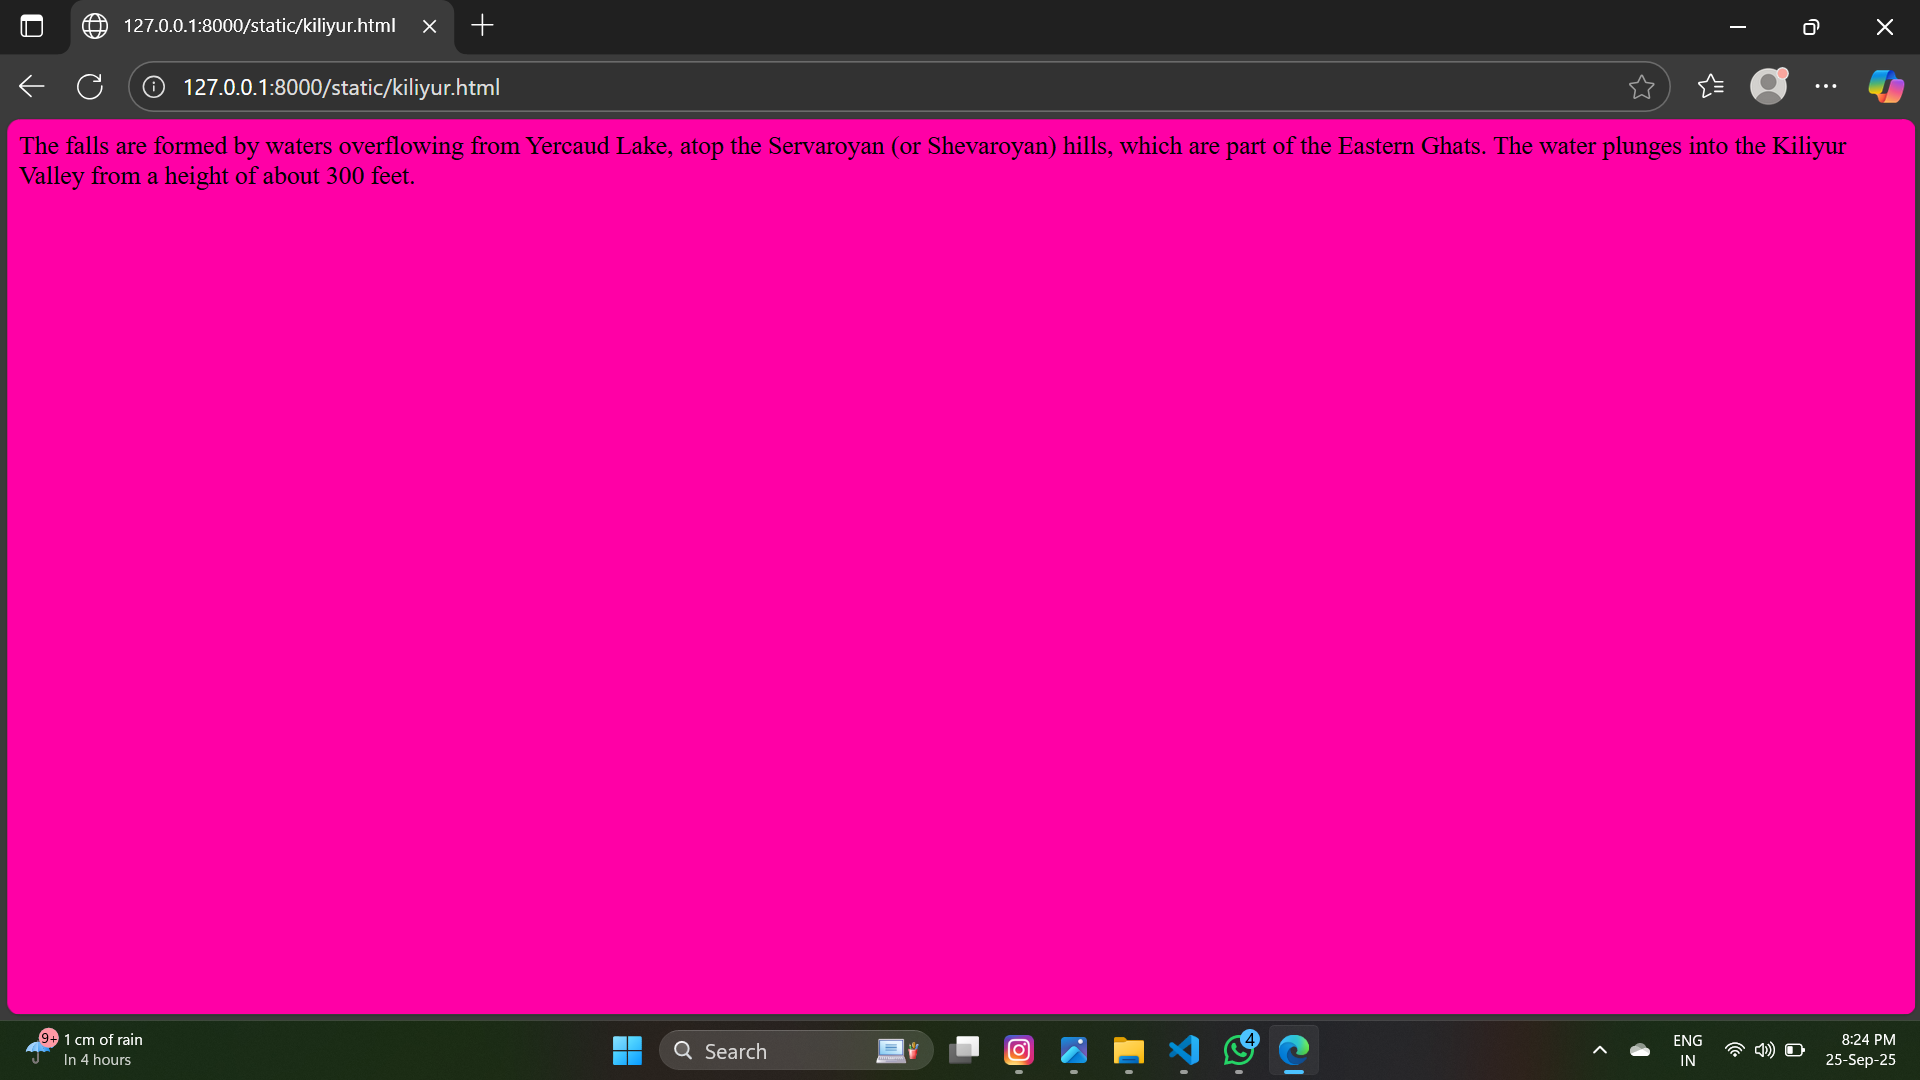 127.0.0.1:8000/static/kiliyur.html
127.0.0.1:8000/static/kiliyur.html
The falls are formed by waters overflowing from Yercaud Lake, atop the Servaroyan (or Shevaroyan) hills, which are part of the Eastern Ghats. The water plunges into the Kiliyur
Valley from a height of about 300 feet.
9+
1 cm of rain
In 4 hours
Search
4
ENG
IN
8:24 PM
25-Sep-25